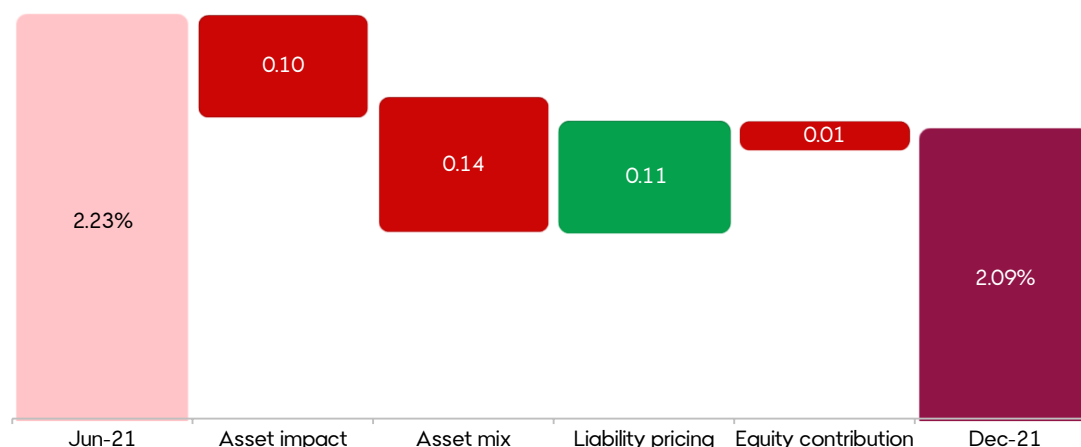 2.23%
0.10
0.14
0.11
0.01
2.09%
Jun-21
Asset impact
Asset mix
Liability pricing
Equity contribution
Dec-21